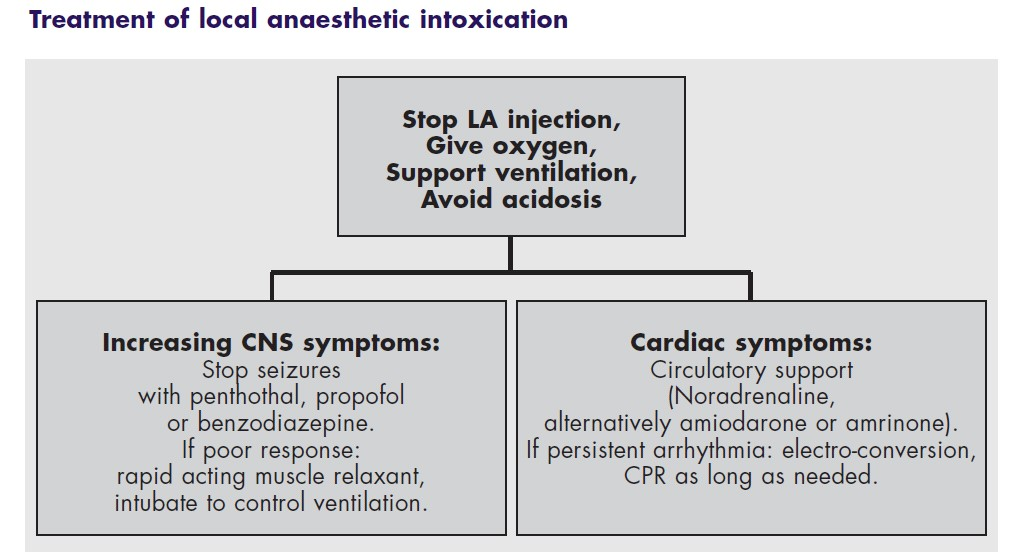 Treatment of local anaesthetic intoxication
Stop LA injection,
Give oxygen,
Support ventilation,
Avoid acidosis
Increasing CNS symptoms:
Stop seizures
with penthothal, propofol
or benzodiazepine.
If poor response:
rapid acting muscle relaxant,
intubate to control ventilation.
Cardiac symptoms:
Circulatory support
(Noradrenaline,
alternatively amiodarone or amrinone).
If persistent arrhythmia: electro-conversion,
CPR as long as needed.